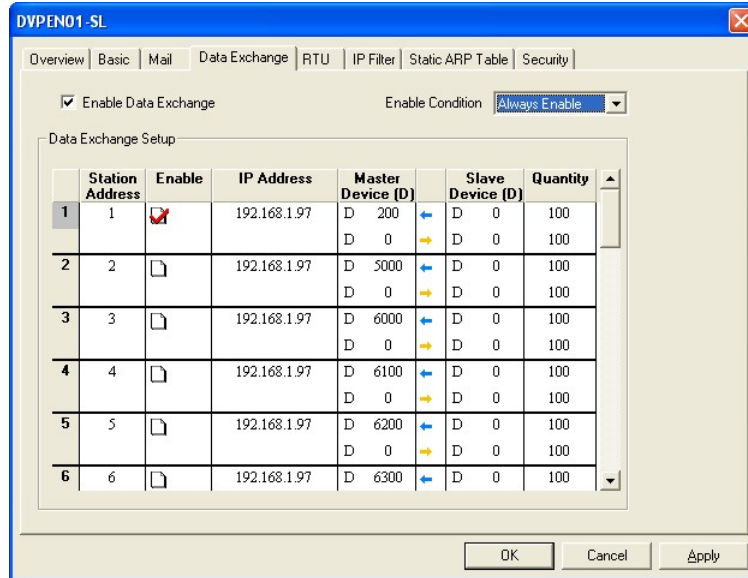 DVPEN01-SL
Overview Basic Mail Data Exchange RTU IP Filter Static ARP Table Security
Enable Data Exchange Enable Condition Always Enable
Data Exchange Setup
Station Address Enable IP Address Master Device (D) Slave Device (D) Quantity
1 1 192.168.1.97 D 200 D 0 100
D 0 D 0 100
2 2 192.168.1.97 D 5000 D 0 100
D 0 D 0 100
3 3 192.168.1.97 D 6000 D 0 100
D 0 D 0 100
4 4 192.168.1.97 D 6100 D 0 100
D 0 D 0 100
5 5 192.168.1.97 D 6200 D 0 100
D 0 D 0 100
6 6 192.168.1.97 D 6300 D 0 100
OK Cancel Apply